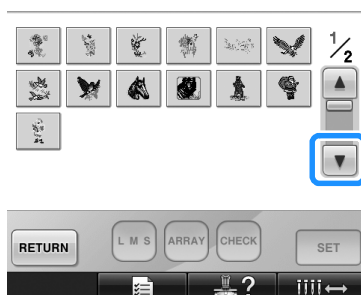 1/2
RETURN
L M S
ARRAY
CHECK
SET
?